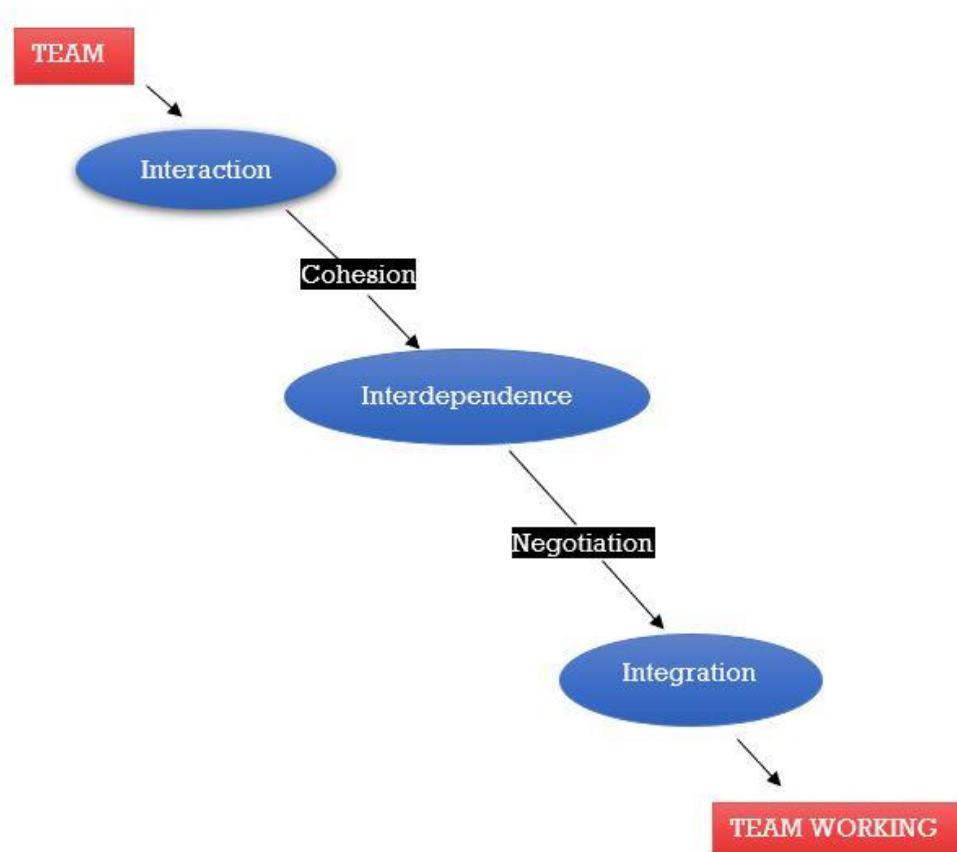 TEAM
Interaction
Cohesion
Interdependence
Negotiation
Integration
TEAM WORKING